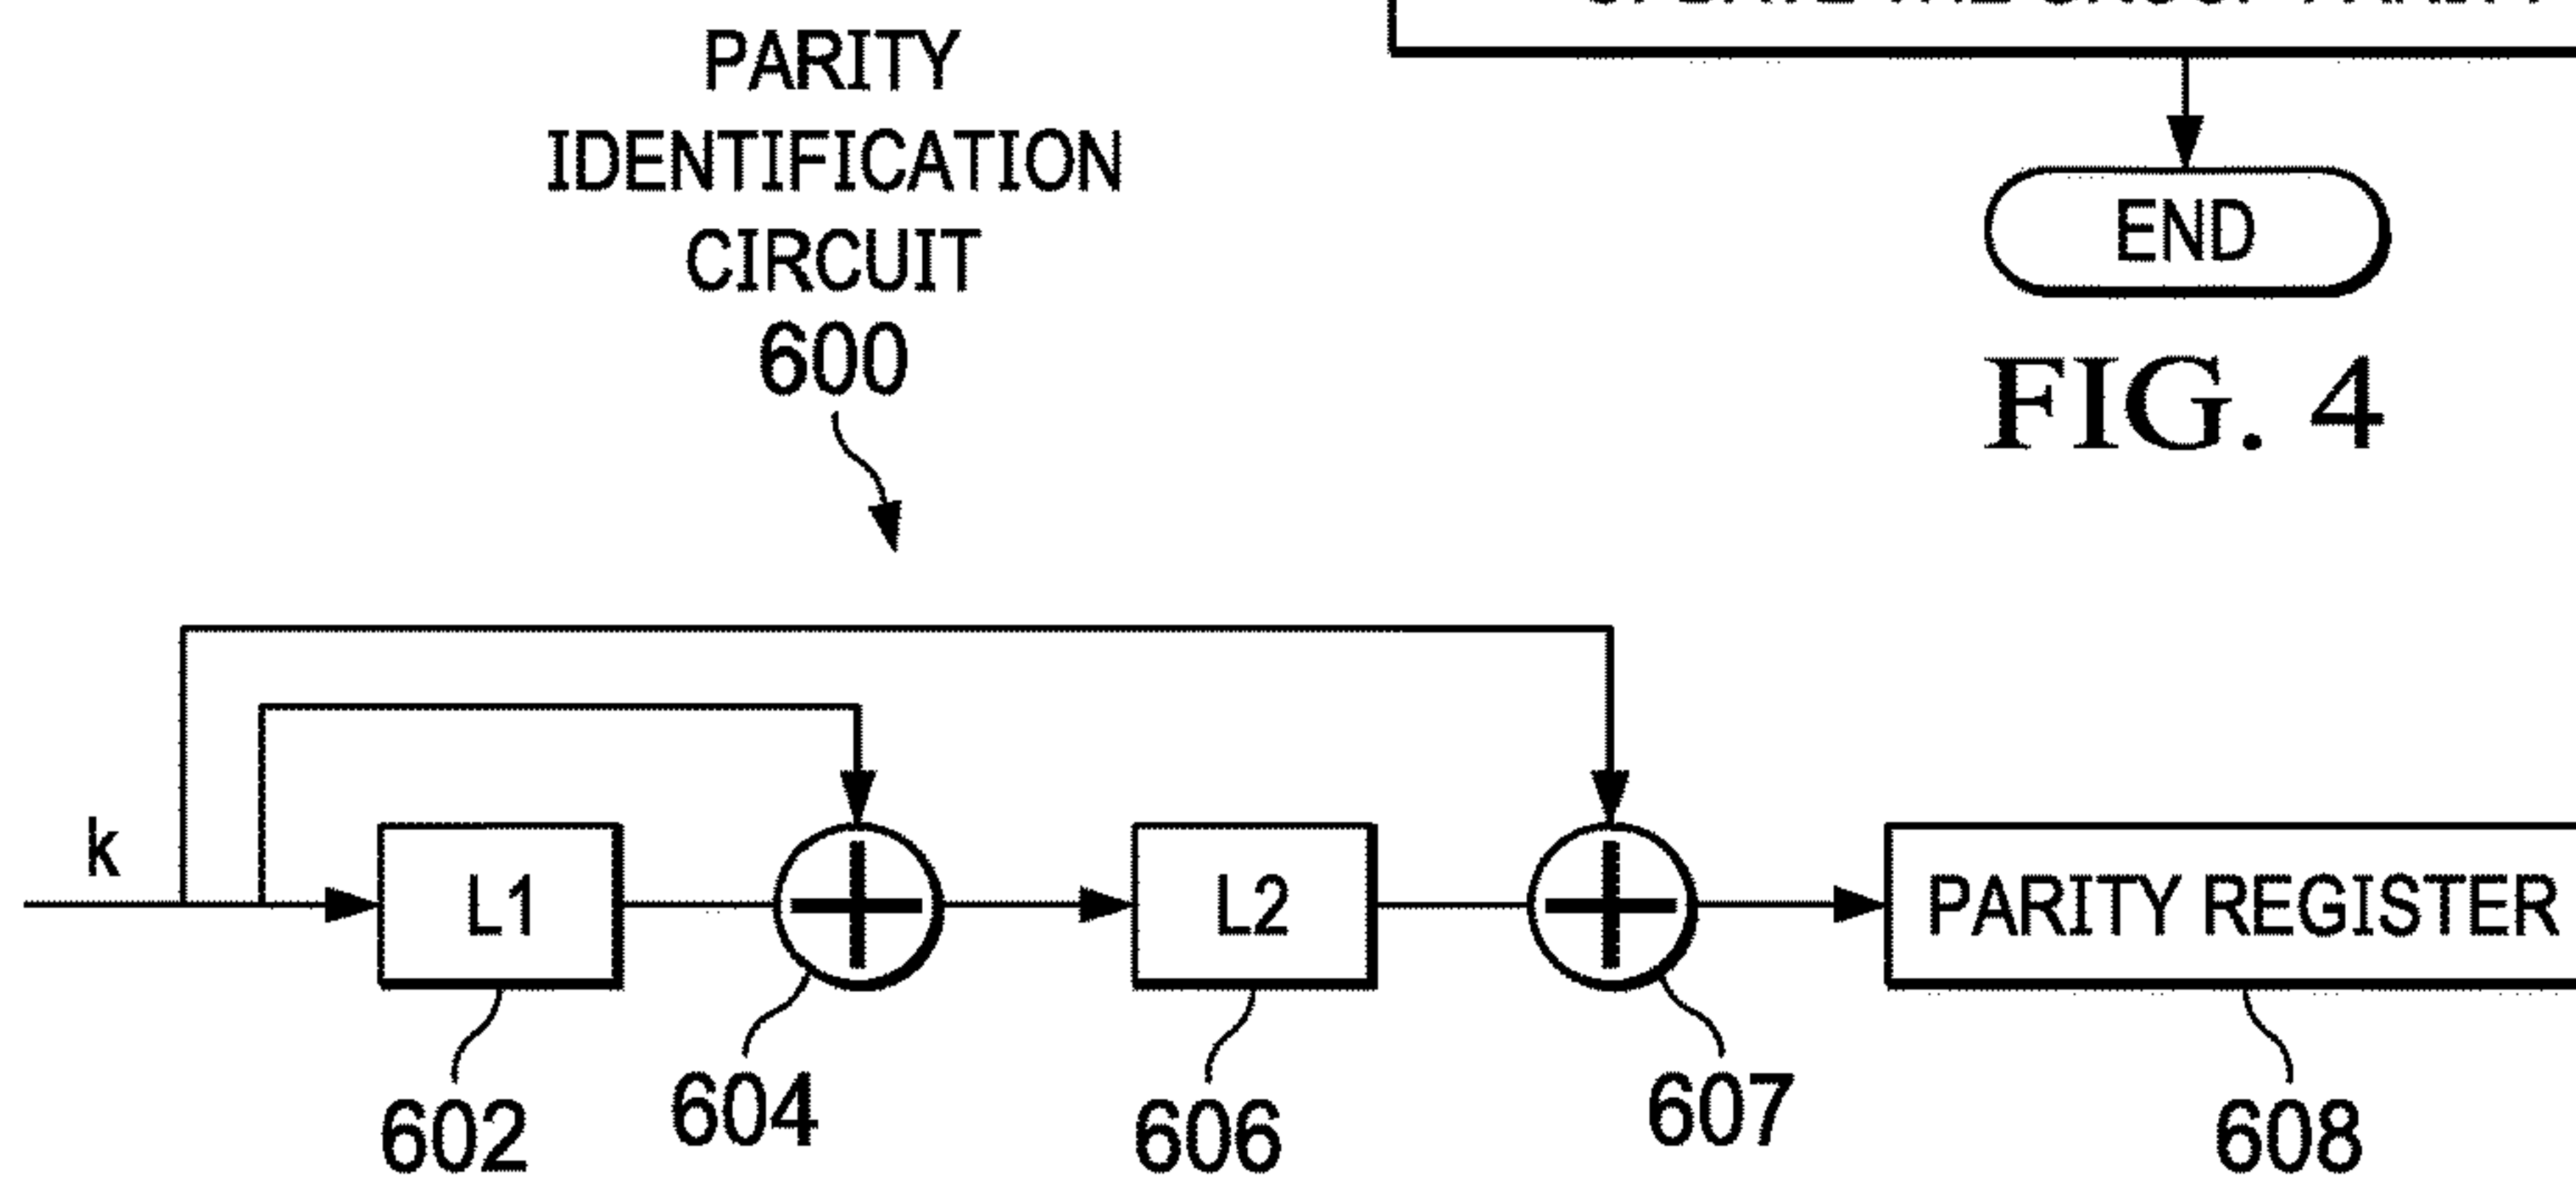 PARITY
IDENTIFICATION
CIRCUIT
600
END
FIG. 4
k
L1
L2
PARITY REGISTER
602
604
606
607
608